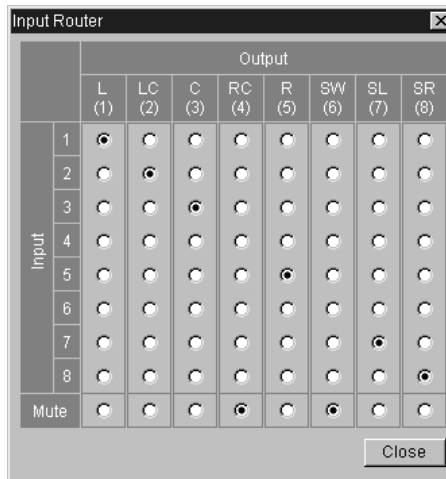 Input Router
Output
L LC C RC R SW SL SR
(1) (2) (3) (4) (5) (6) (7) (8)
Input
1
2
3
4
5
6
7
8
Mute
Close